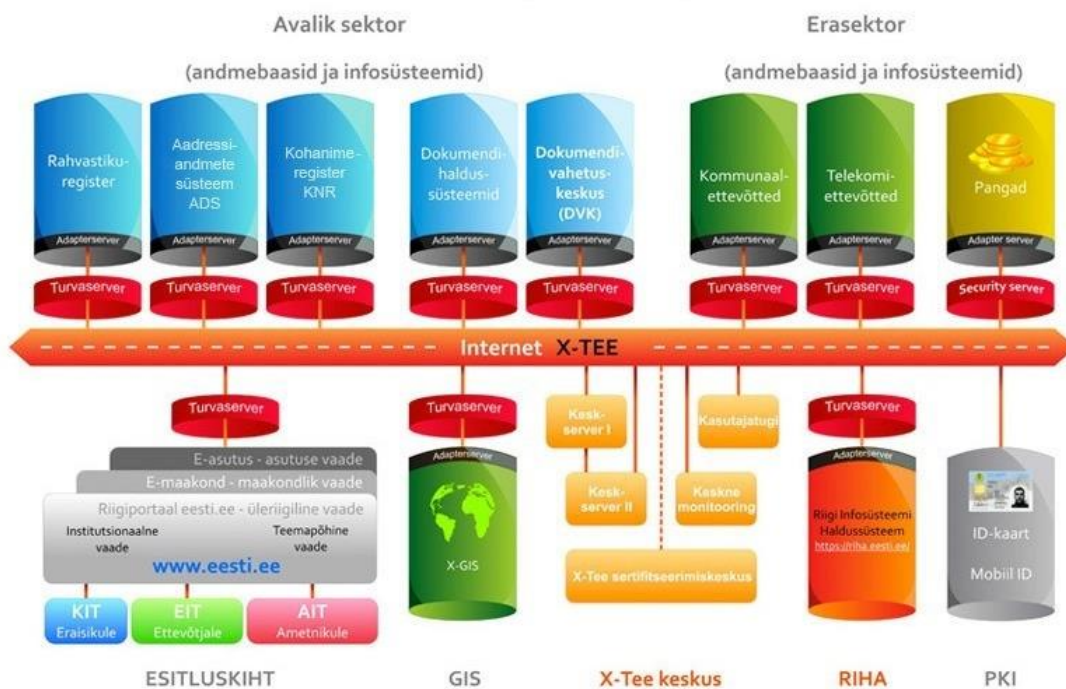 Avalik sektor
(andmebaasid ja infosüsteemid)
Erasektor
(andmebaasid ja infosüsteemid)
Rahvastiku-
register
Adapterserver
Turvaserver
Aadressi-
andmete
süsteem
ADS
Adapterserver
Turvaserver
Kohanime-
register
KNR
Adapterserver
Turvaserver
Dokumendi-
haldus-
süsteemid
Adapterserver
Turvaserver
Dokumendi-
vahetus-
keskus
(DVK)
Adapterserver
Turvaserver
Kommunaal-
ettevõtted
Adapterserver
Turvaserver
Telekomi-
ettevõtted
Adapterserver
Turvaserver
Pangad
Adapter server
Security server
Internet X-TEE
Turvaserver
E-asutus - asutuse vaade
E-maakond - maakondlik vaade
Riigiportaal eesti.ee - üleriigiline vaade
Institutsionaalne
vaade
Teemapõhine
vaade
www.eesti.ee
KIT
Eraisikule
EIT
Ettevõtjale
AIT
Ametnikule
Turvaserver
Adapterserver
X-GIS
Kesk-
server I
Kesk-
server II
Kasutajatugi
Keskne
monitooring
X-Tee sertifitseerimiskeskus
Turvaserver
Adapterserver
Riigi Infosüsteemi
Haldussüsteem
https://riha.eesti.ee/
ID-kaart
Mobiil ID
ESITLUSKIHT
GIS
X-Tee keskus
RIHA
PKI